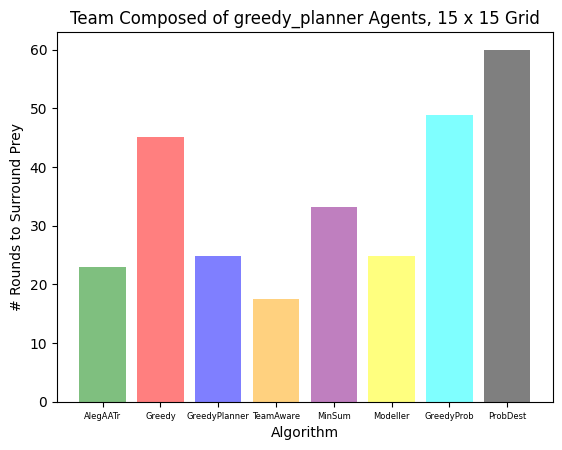 Team Composed of greedy_planner Agents, 15 x 15 Grid
# Rounds to Surround Prey
60
50
40
30
20
10
0
AlegAATr Greedy GreedyPlanner TeamAware MinSum Modeller GreedyProb ProbDest
Algorithm